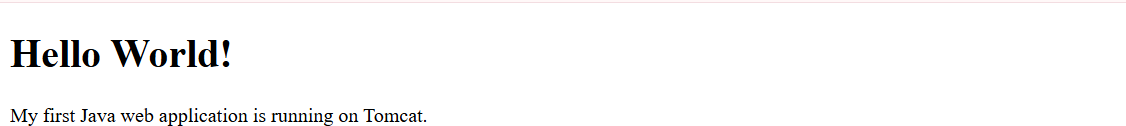 Hello World!
My first Java web application is running on Tomcat.